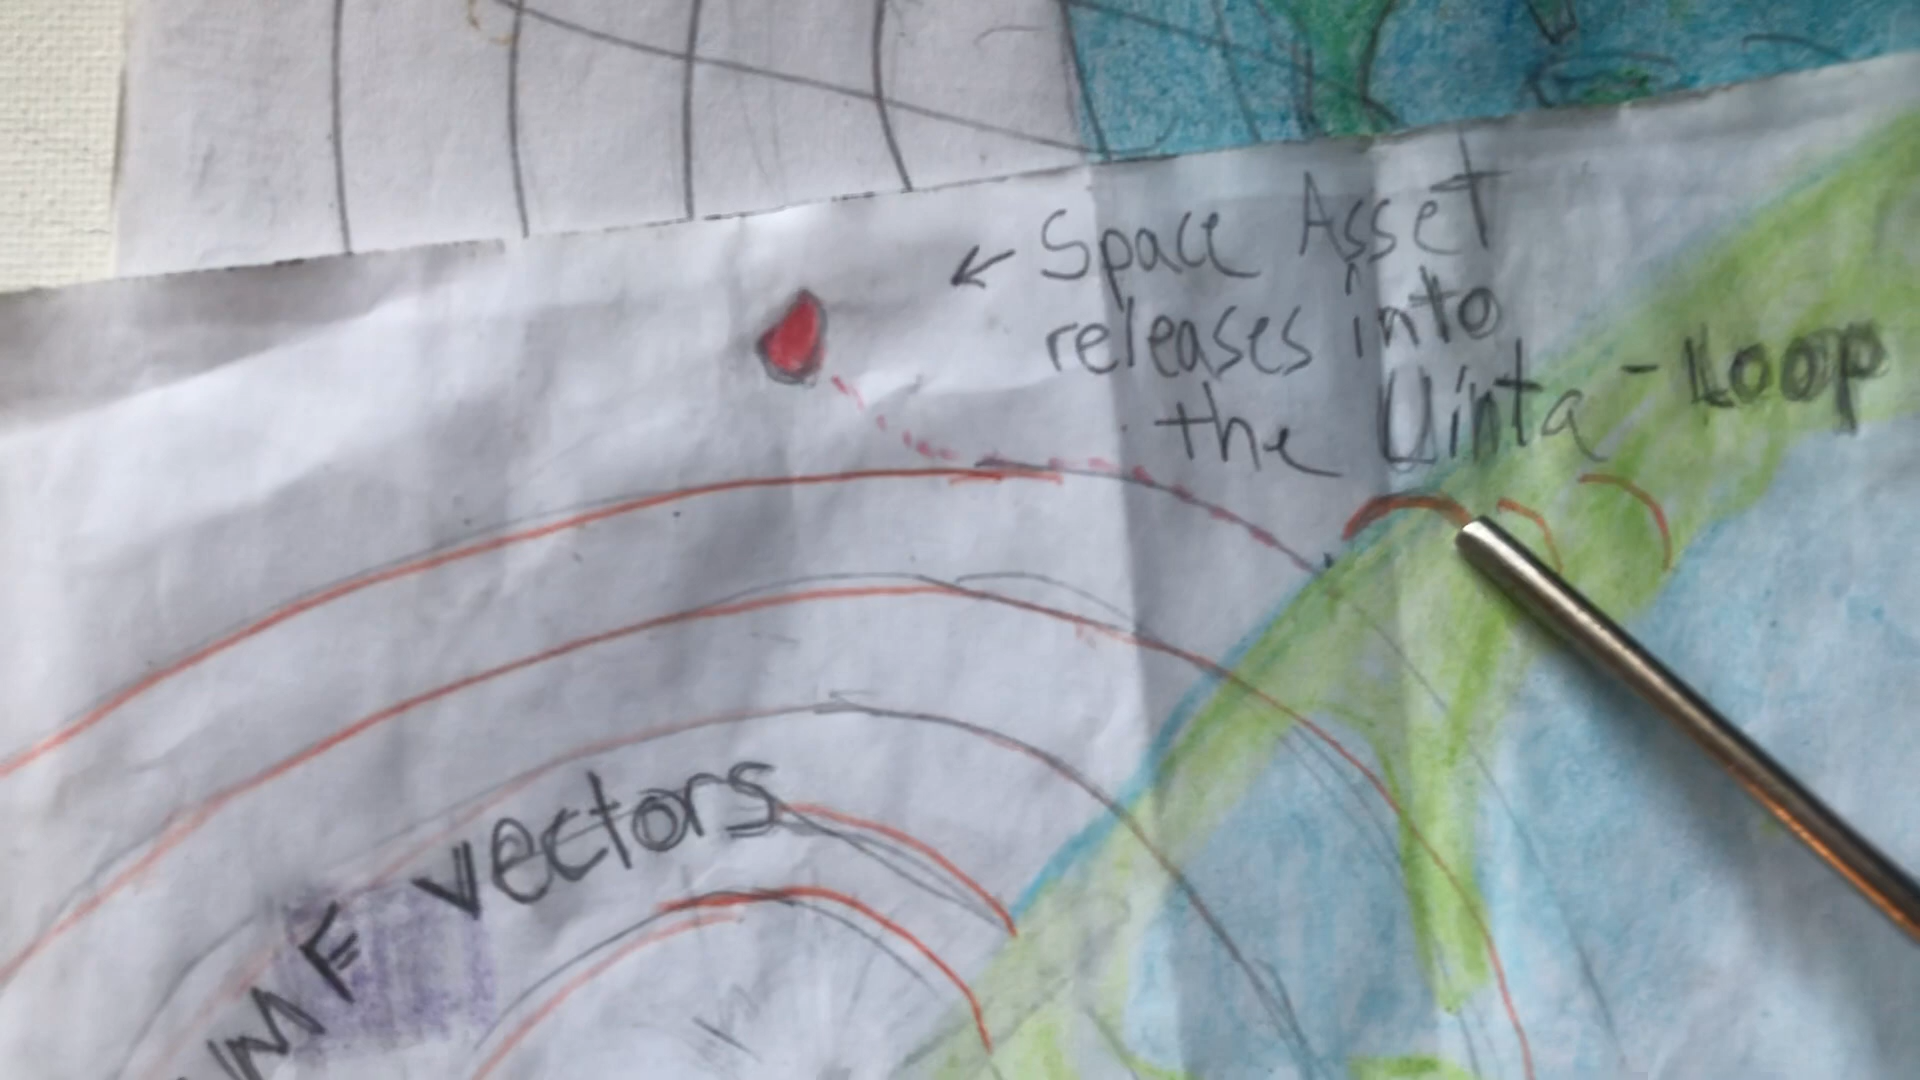 ← Space Asset
releases into
the Uinta-Loop
IMF vectors